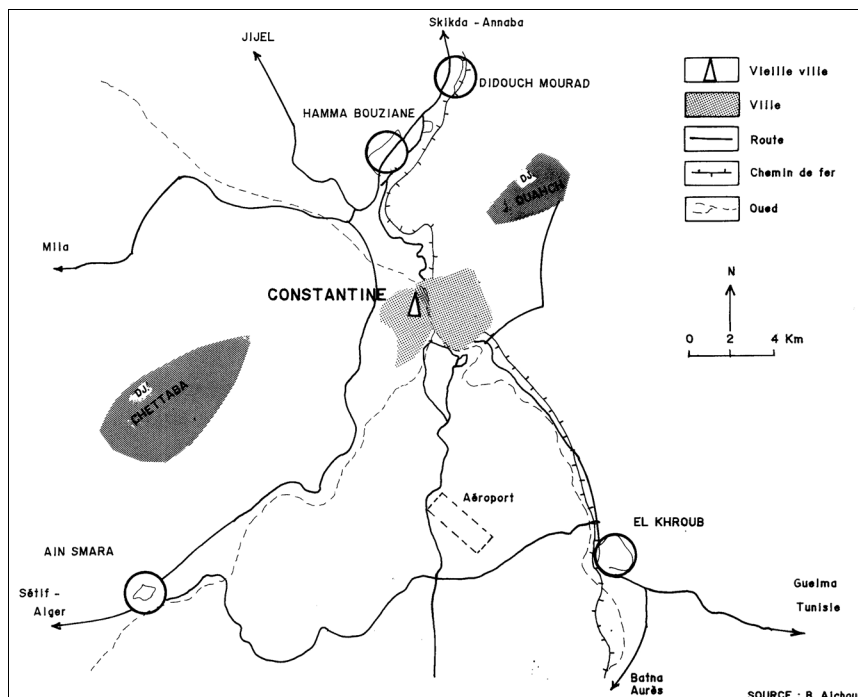 Skikda - Annaba
JIJEL
DIDOUCH MOURAD
HAMMA BOUZIANE
DJ.
J. OUAHCH
Mila
CONSTANTINE
DJ.
CHETTABA
Aéroport
AIN SMARA
EL KHROUB
Sétif -
Alger
Guelma
Tunisie
Batna
Aurès
Vieille ville
Ville
Route
Chemin de fer
Oued
N
0 2 4 Km
SOURCE : B. Aichou